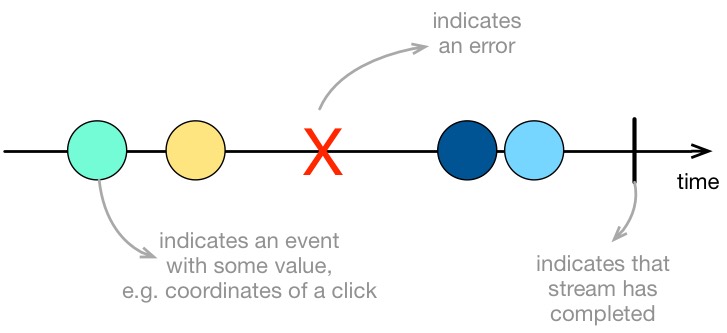 indicates
an error
X
time
indicates an event
with some value,
e.g. coordinates of a click
indicates that
stream has
completed